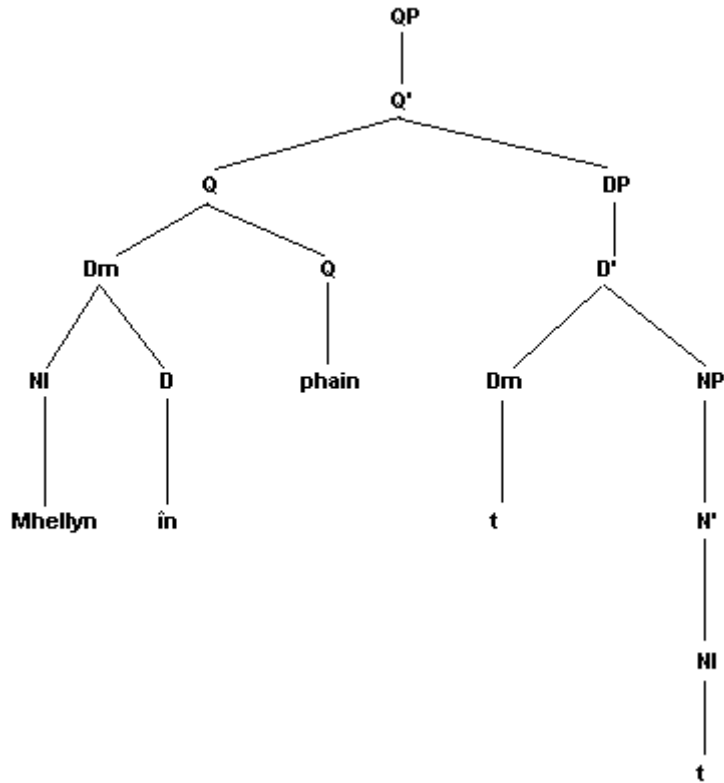 QP
Q'
Q DP
Dm Q D'
Nl D phain Dm NP
Mhellyn în t N'
Nl
t